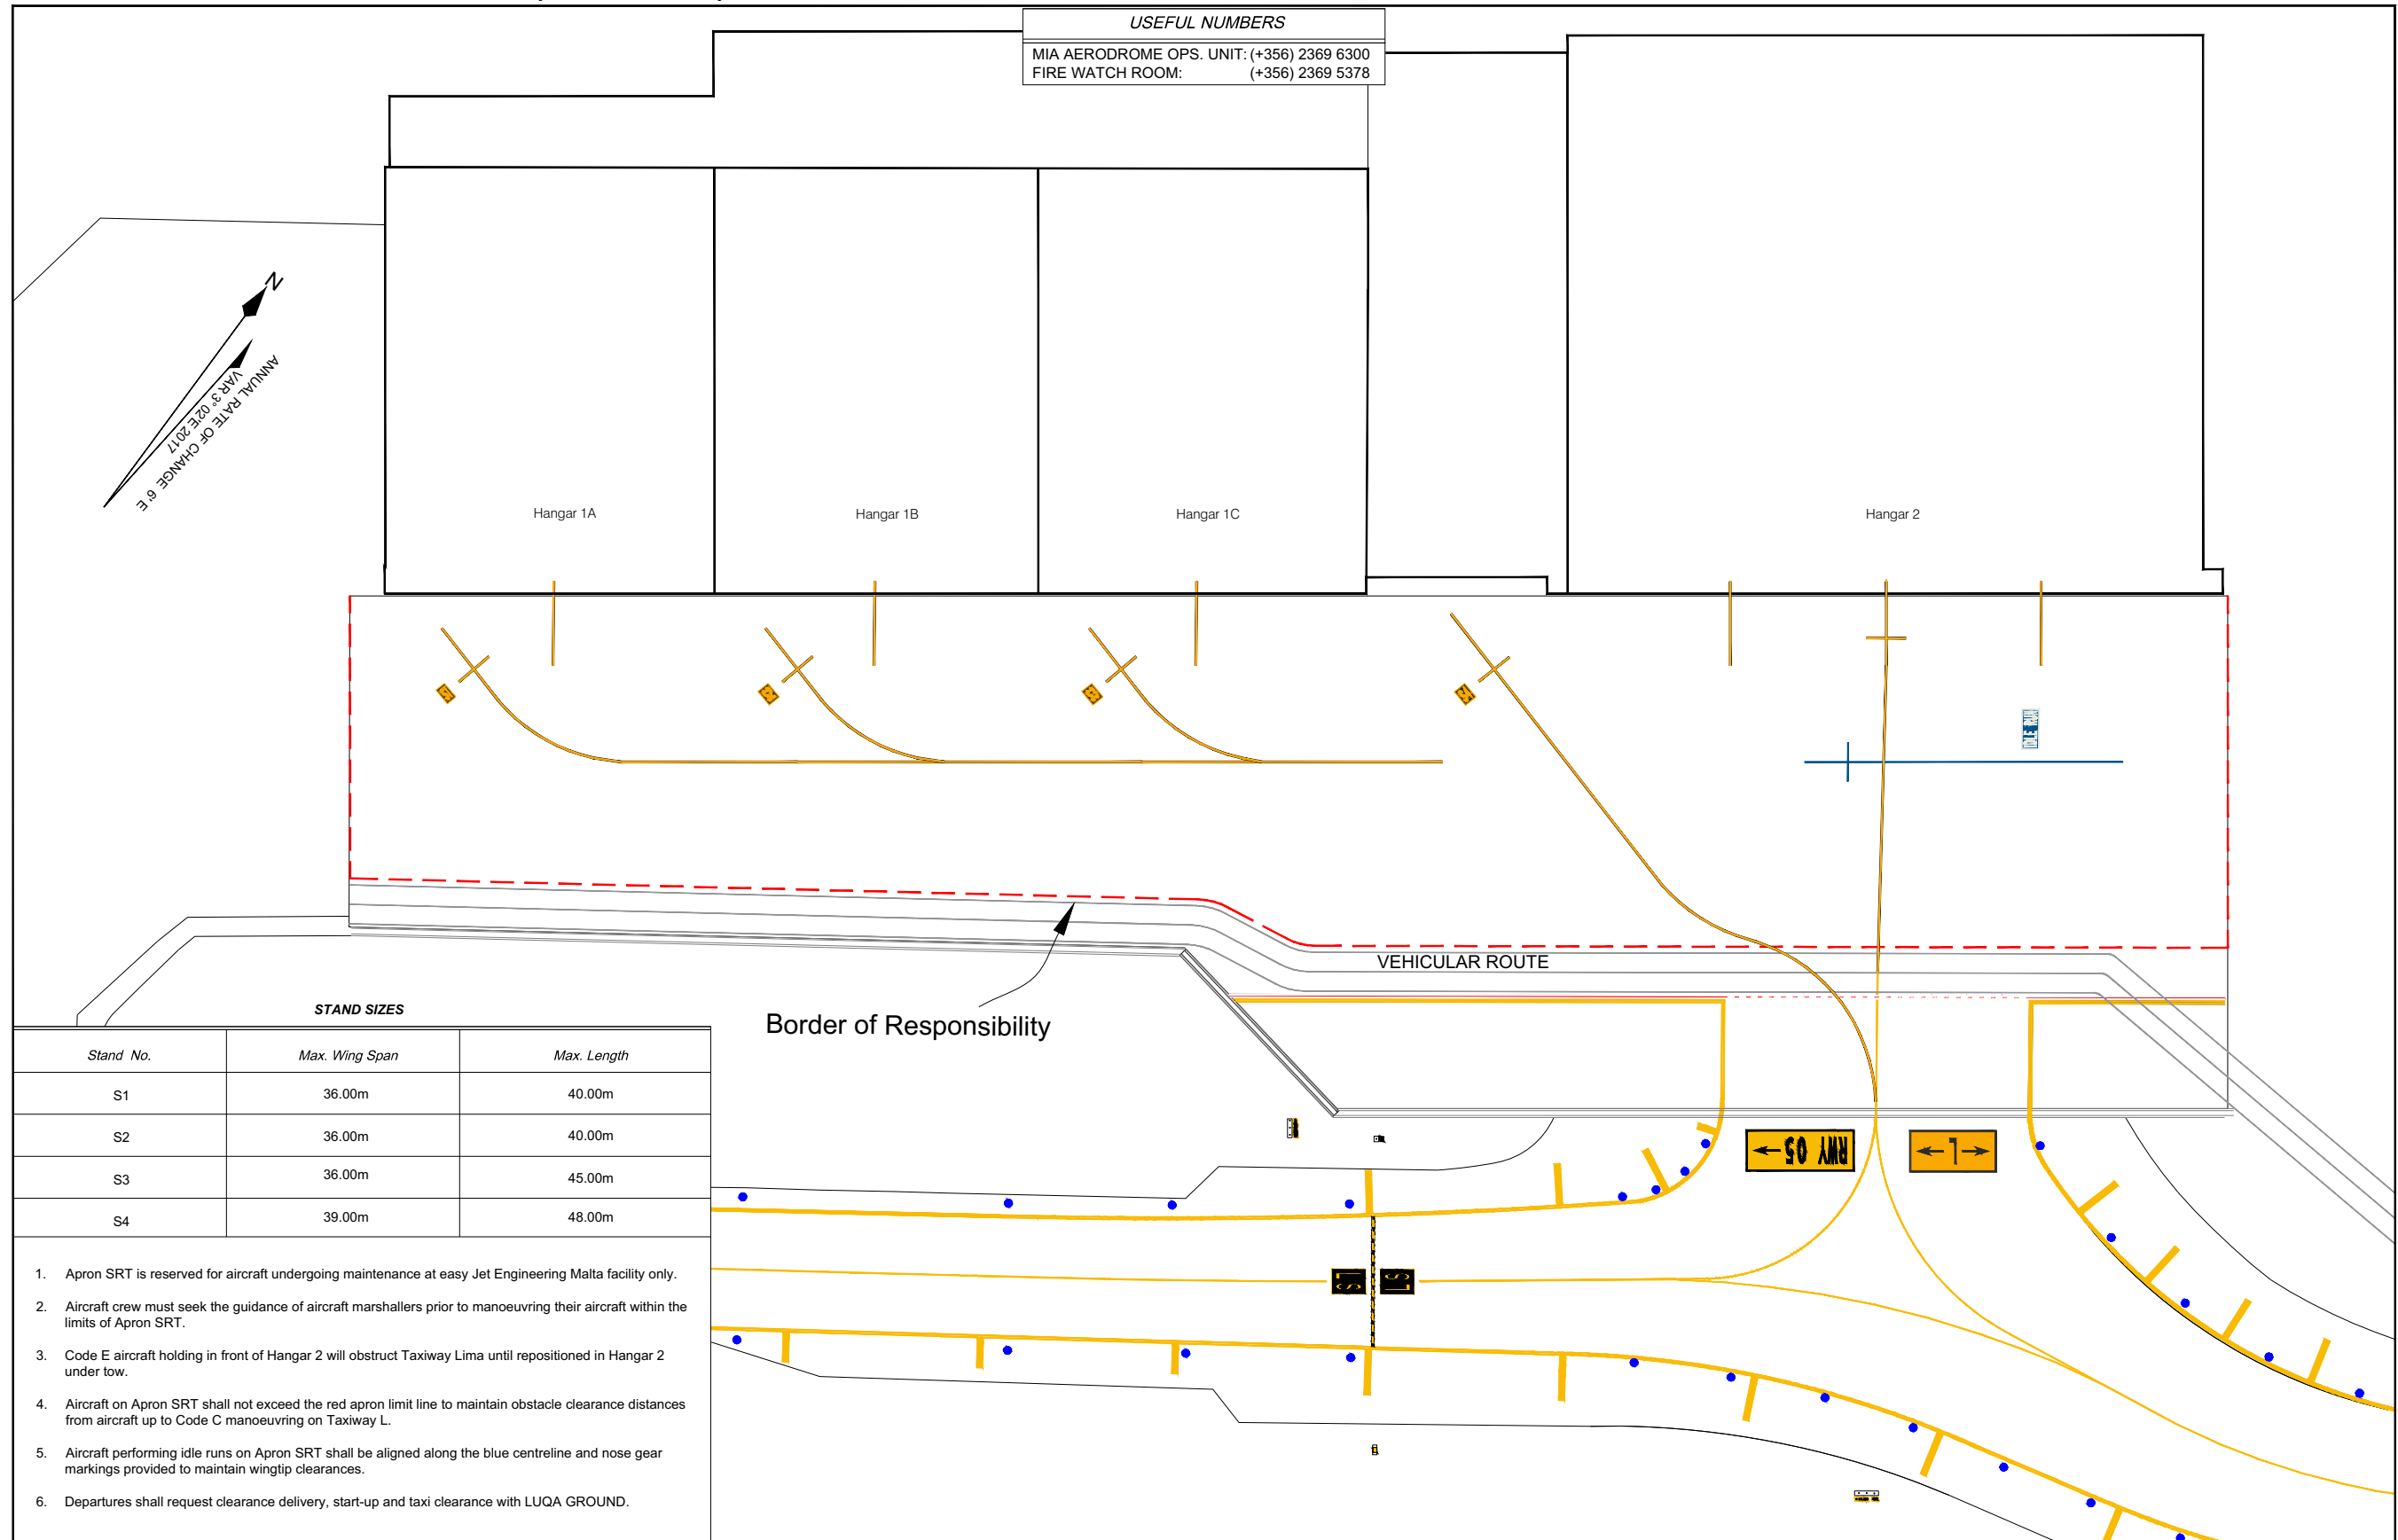 USEFUL NUMBERS
MIA AERODROME OPS. UNIT: (+356) 2369 6300
FIRE WATCH ROOM: (+356) 2369 5378
N
VAR 3° 02'E 2017
ANNUAL RATE OF CHANGE 6'E
Hangar 1A
Hangar 1B
Hangar 1C
Hangar 2
VEHICULAR ROUTE
Border of Responsibility
RWY 05
L
STAND SIZES
Stand No. Max. Wing Span Max. Length
S1 36.00m 40.00m
S2 36.00m 40.00m
S3 36.00m 45.00m
S4 39.00m 48.00m
1. Apron SRT is reserved for aircraft undergoing maintenance at easy Jet Engineering Malta facility only.
2. Aircraft crew must seek the guidance of aircraft marshallers prior to manoeuvring their aircraft within the
limits of Apron SRT.
3. Code E aircraft holding in front of Hangar 2 will obstruct Taxiway Lima until repositioned in Hangar 2
under tow.
4. Aircraft on Apron SRT shall not exceed the red apron limit line to maintain obstacle clearance distances
from aircraft up to Code C manoeuvring on Taxiway L.
5. Aircraft performing idle runs on Apron SRT shall be aligned along the blue centreline and nose gear
markings provided to maintain wingtip clearances.
6. Departures shall request clearance delivery, start-up and taxi clearance with LUQA GROUND.